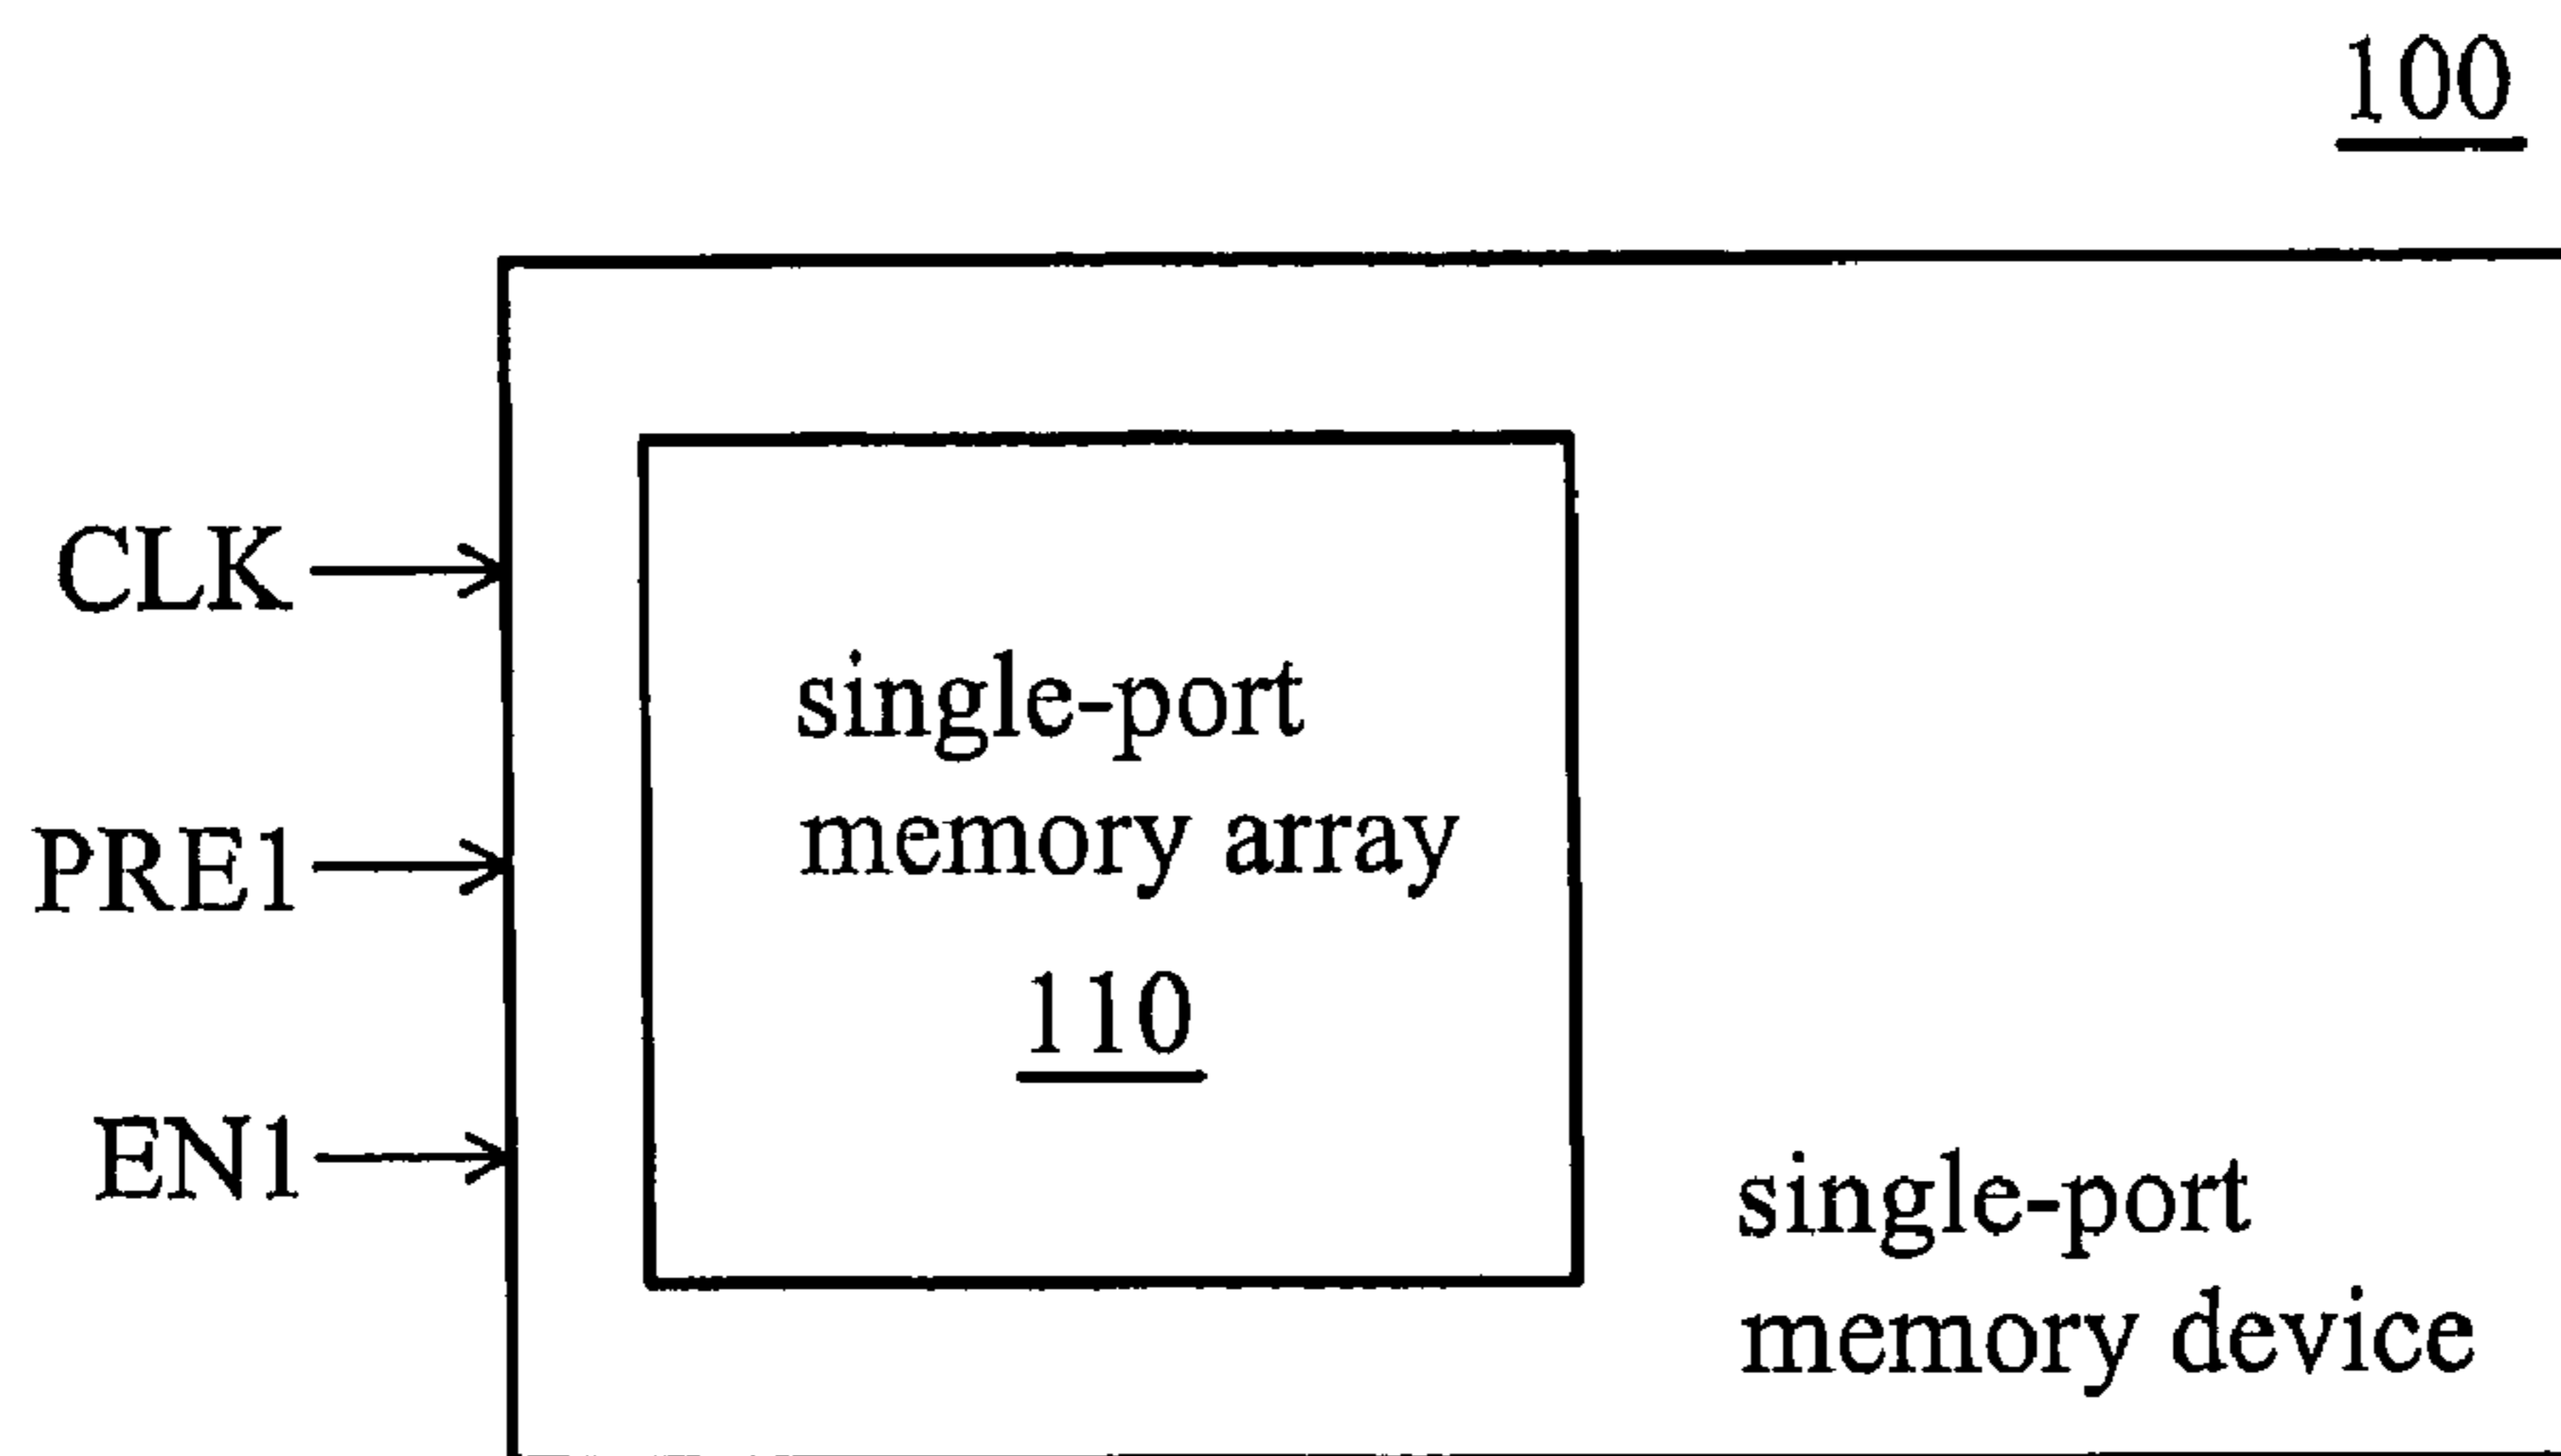 100
CLK
PRE1
EN1
single-port
memory array
110
single-port
memory device